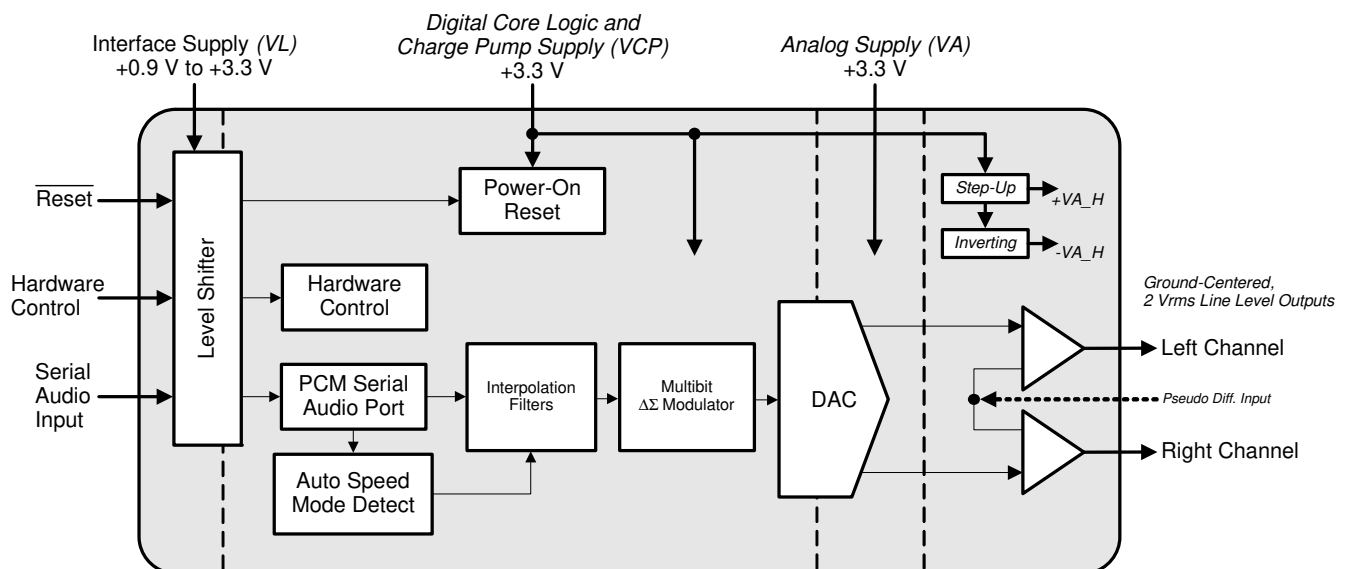 Interface Supply (VL)
+0.9 V to +3.3 V
Digital Core Logic and
Charge Pump Supply (VCP)
+3.3 V
Analog Supply (VA)
+3.3 V
Reset
Hardware
Control
Serial
Audio
Input
Level Shifter
Power-On
Reset
Hardware
Control
PCM Serial
Audio Port
Auto Speed
Mode Detect
Interpolation
Filters
Multibit
ΔΣ Modulator
DAC
Step-Up
+VA_H
Inverting
-VA_H
Ground-Centered,
2 Vrms Line Level Outputs
Left Channel
Pseudo Diff. Input
Right Channel